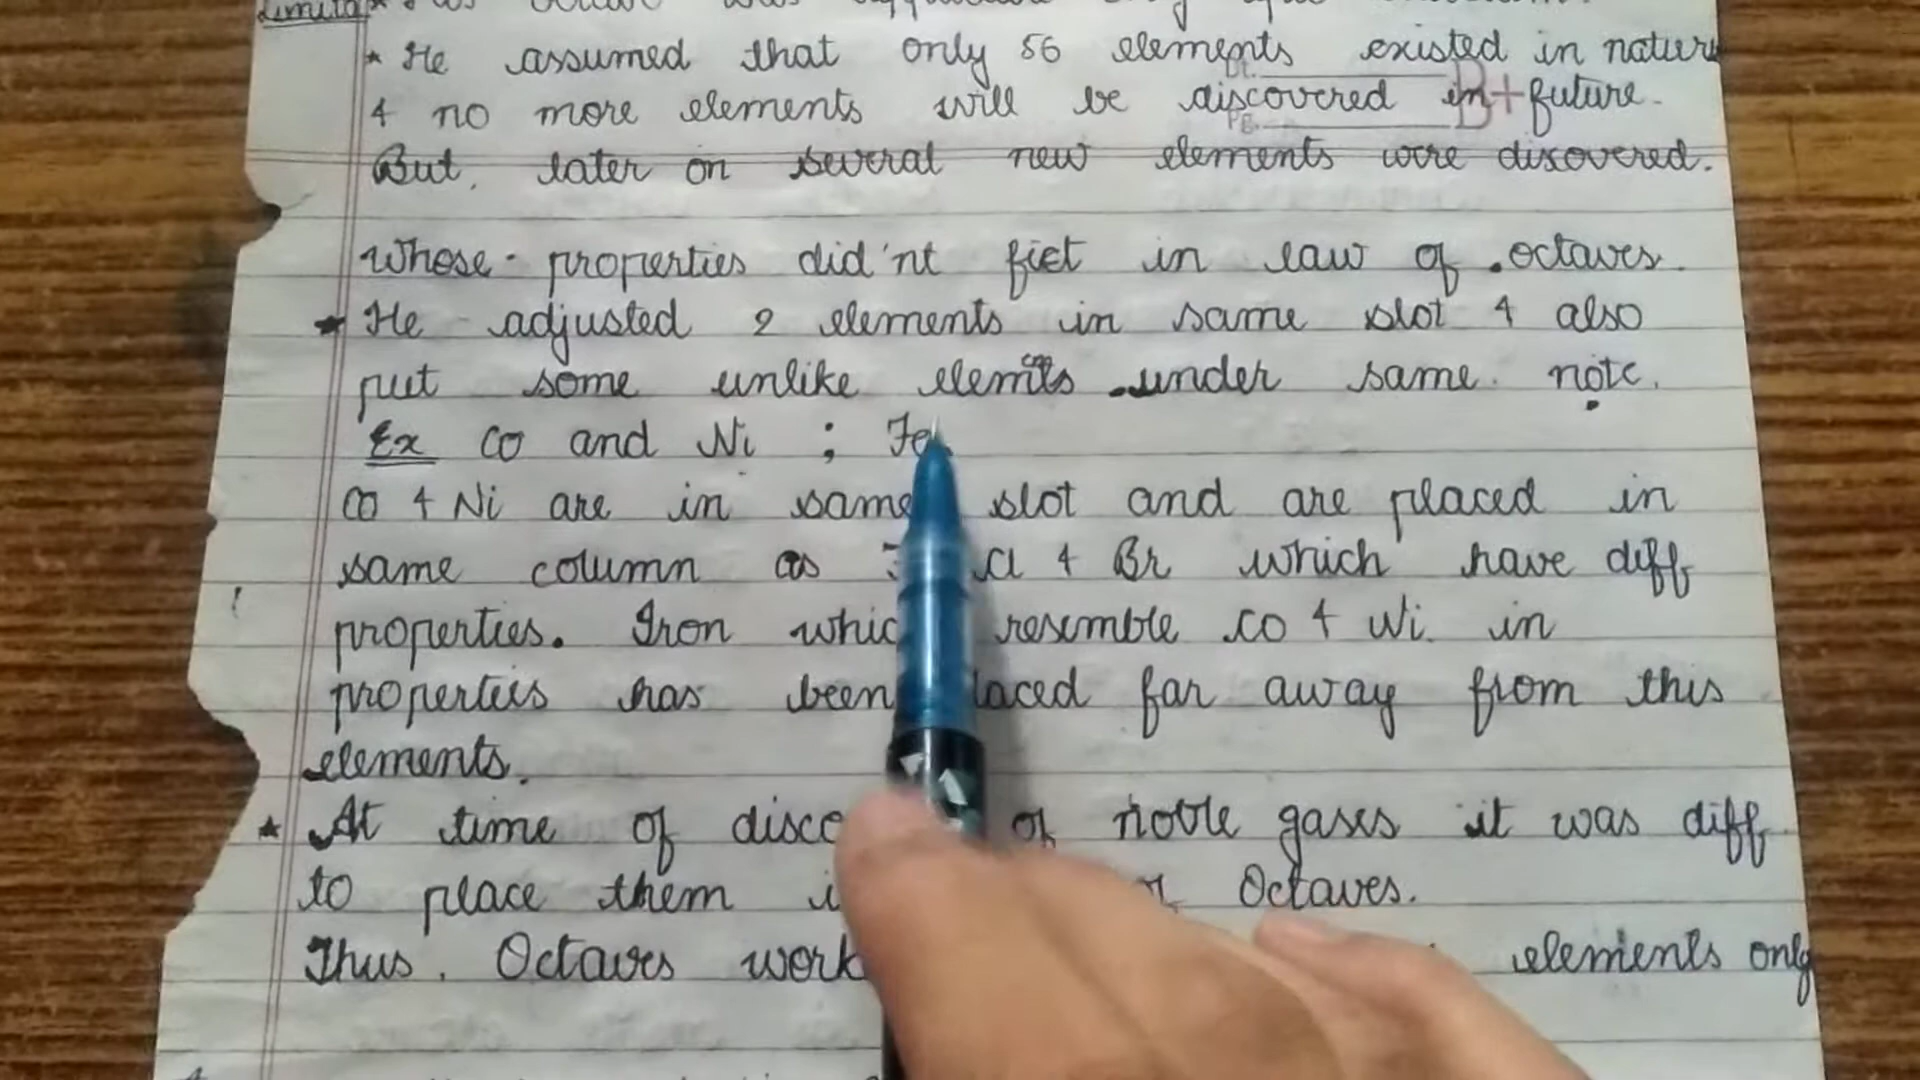 * He assumed that only 56 elements existed in nature
& no more elements will be discovered in future.
But, later on several new elements were discovered.
Whose properties did'nt fiet in law of octaves.
* He adjusted 2 elements in same slot & also
put some unlike elements under same note.
Ex Co and Ni ; Fe
Co & Ni are in same slot and are placed in
same column as Cl & Br which have diff
properties. Iron which resemble Co & Ni in
properties has been placed far away from this
elements.
* At time of of noble gases it was diff
to place them Octaves.
Thus, Octaves work elements only